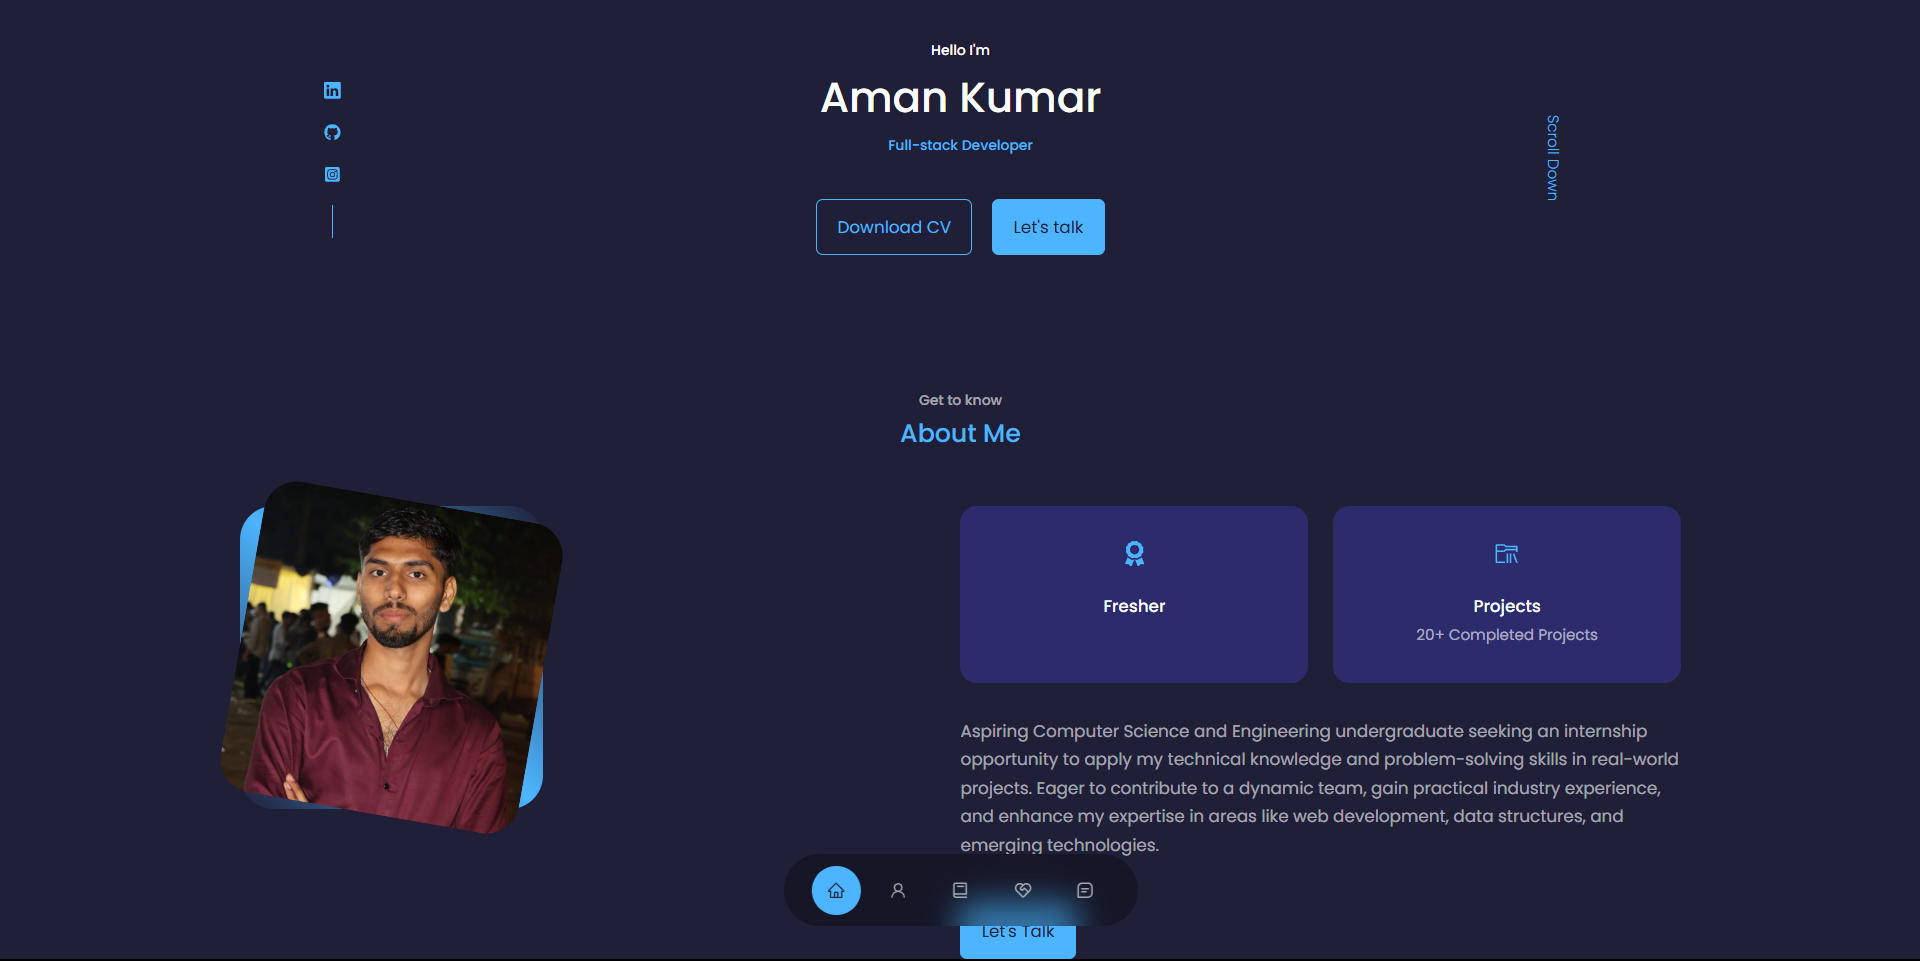 Hello I'm
Aman Kumar
Full-stack Developer
Download CV
Let's talk
Scroll Down
Get to know
About Me
Fresher
Projects
20+ Completed Projects
Aspiring Computer Science and Engineering undergraduate seeking an internship
opportunity to apply my technical knowledge and problem-solving skills in real-world
projects. Eager to contribute to a dynamic team, gain practical industry experience,
and enhance my expertise in areas like web development, data structures, and
emerging technologies.
Let's Talk